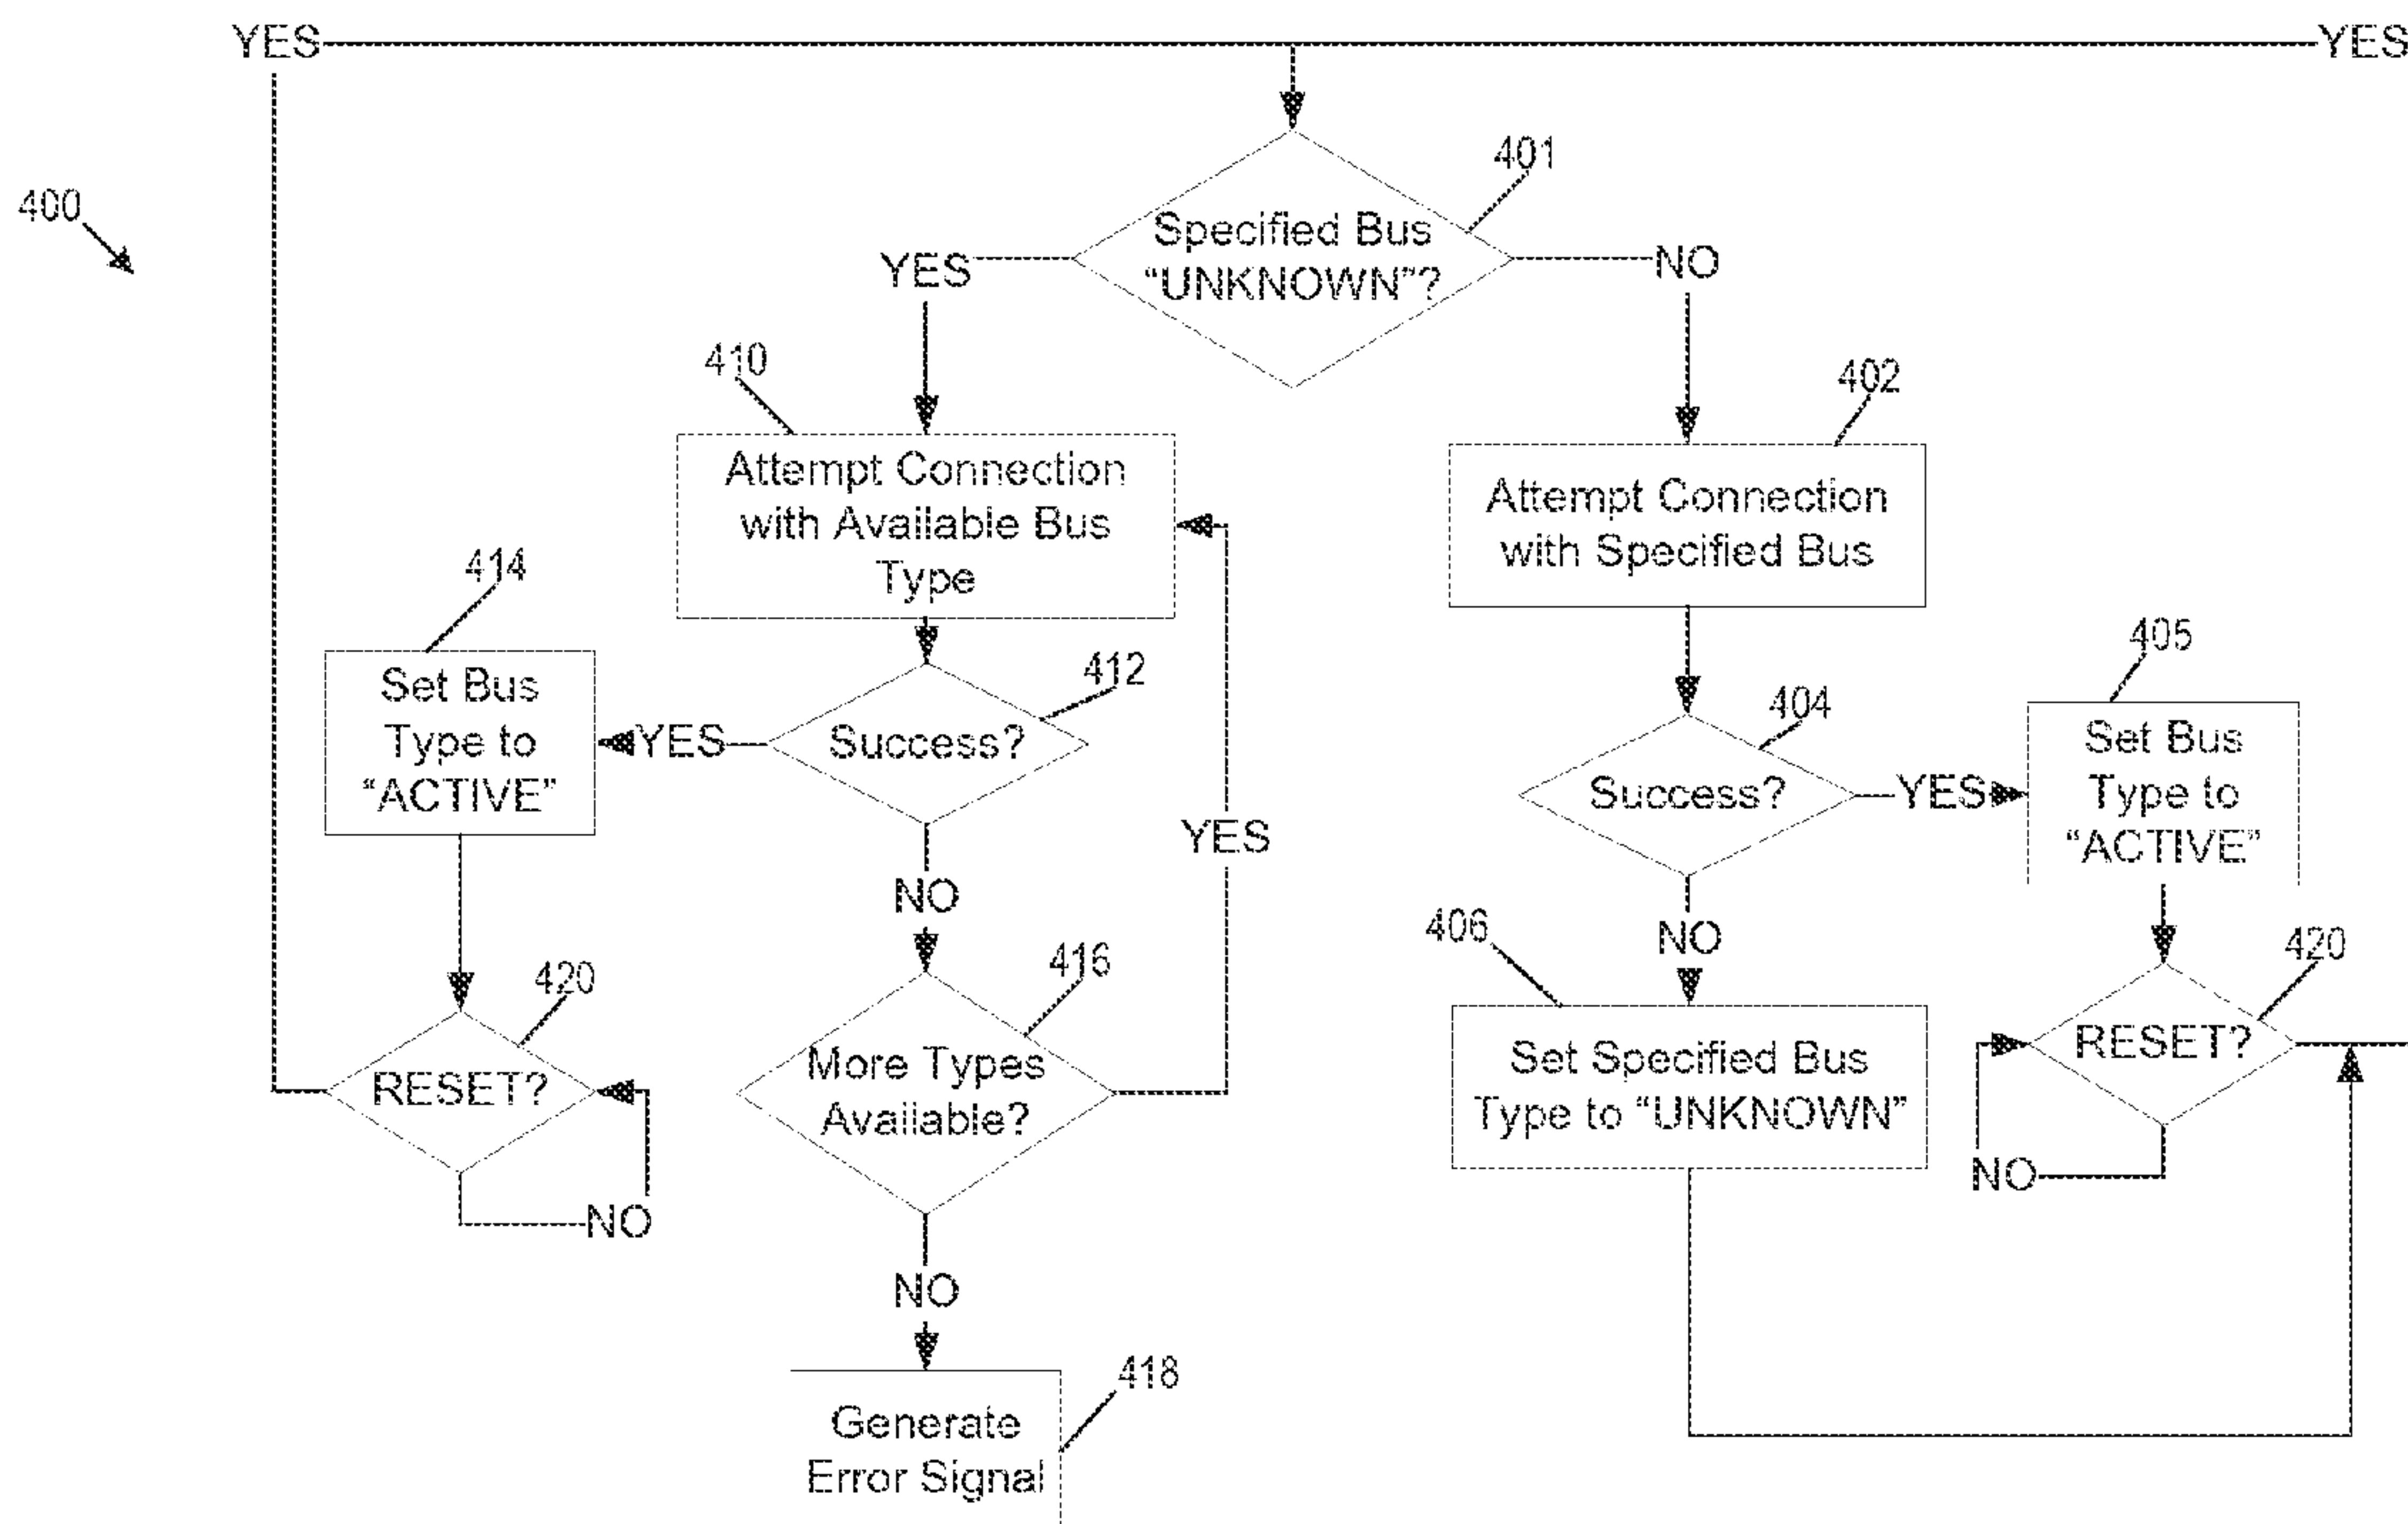 YES
YES
401
400
Specified Bus
“UNKNOWN”?
YES
NO
410
402
Attempt Connection
with Available Bus
Type
Attempt Connection
with Specified Bus
414
Set Bus
Type to
“ACTIVE”
412
YES
Success?
405
404
Set Bus
Type to
“ACTIVE”
Success?
YES
YES
NO
NO
406
420
416
420
RESET?
More Types
Available?
Set Specified Bus
Type to “UNKNOWN”
RESET?
NO
NO
NO
418
Generate
Error Signal